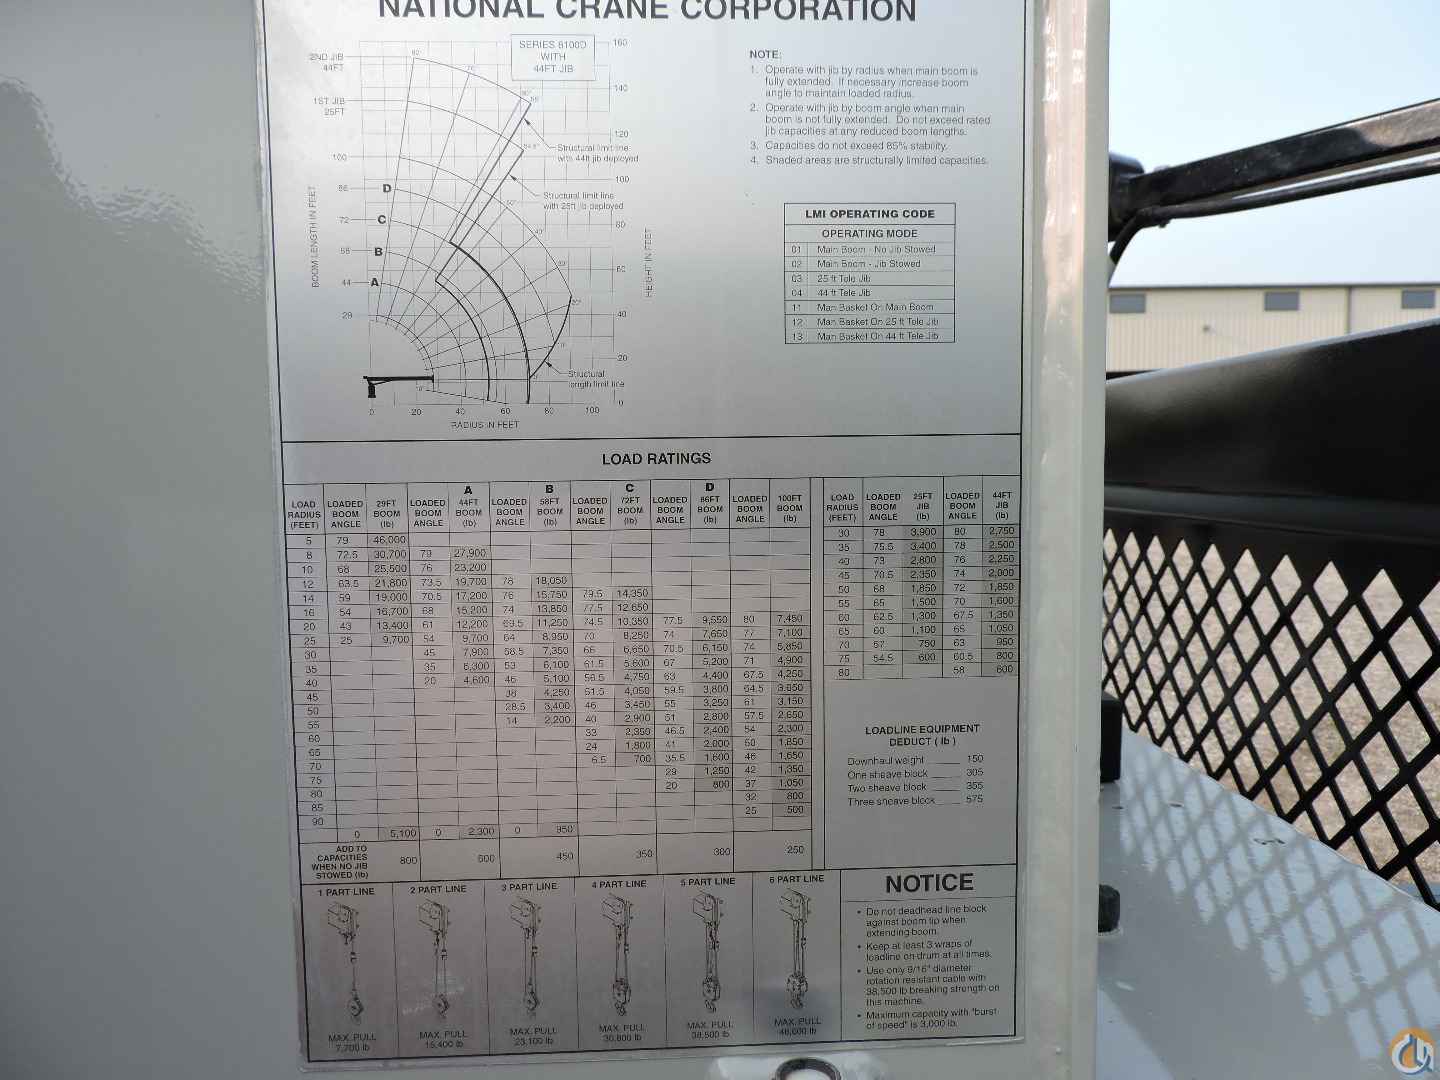 NATIONAL CRANE CORPORATION
SERIES 8100D
WITH
44FT JIB
2ND JIB
44FT
1ST JIB
25FT
100
86
72
58
44
29
D
C
B
A
BOOM LENGTH IN FEET
160
140
120
100
80
60
40
20
0
HEIGHT IN FEET
Structural limit line
with 44ft jib deployed
Structural limit line
with 25ft jib deployed
Structural
length limit line
0 20 40 60 80 100
RADIUS IN FEET
NOTE:
1. Operate with jib by radius when main boom is
fully extended. If necessary increase boom
angle to maintain loaded radius.
2. Operate with jib by boom angle when main
boom is not fully extended. Do not exceed rated
jib capacities at any reduced boom lengths.
3. Capacities do not exceed 85% stability.
4. Shaded areas are structurally limited capacities.
LMI OPERATING CODE
OPERATING MODE
01 Main Boom - No Jib Stowed
02 Main Boom - Jib Stowed
03 25 ft Tele Jib
04 44 ft Tele Jib
11 Man Basket On Main Boom
12 Man Basket On 25 ft Tele Jib
13 Man Basket On 44 ft Tele Jib
LOAD RATINGS
A B C D
LOAD LOADED 29FT LOADED 44FT LOADED 58FT LOADED 72FT LOADED 86FT LOADED 100FT
RADIUS BOOM BOOM BOOM BOOM BOOM BOOM BOOM BOOM BOOM BOOM BOOM BOOM
(FEET) ANGLE (lb) ANGLE (lb) ANGLE (lb) ANGLE (lb) ANGLE (lb) ANGLE (lb)
5 79 46,000
8 72.5 30,700 79 27,900
10 68 25,500 76 23,200
12 63.5 21,800 73.5 19,700 78 18,050
14 59 19,000 70.5 17,200 76 15,750 79.5 14,350
16 54 16,700 68 15,200 74 13,850 77.5 12,650
20 43 13,400 61 12,200 69.5 11,250 74.5 10,350 77.5 9,550 80 7,450
25 25 9,700 54 9,700 64 8,950 70 8,250 74 7,650 77 7,100
30 45 7,900 58.5 7,350 66 6,650 70.5 6,150 74 5,850
35 35 6,300 53 6,100 61.5 5,600 67 5,200 71 4,900
40 20 4,600 46 5,100 56.5 4,750 63 4,400 67.5 4,250
45 38 4,250 51.5 4,050 59.5 3,800 64.5 3,650
50 28.5 3,400 46 3,450 55 3,250 61 3,150
55 14 2,200 40 2,900 51 2,800 57.5 2,650
60 33 2,350 46.5 2,400 54 2,300
65 24 1,800 41 2,000 50 1,850
70 6.5 700 35.5 1,600 46 1,650
75 29 1,250 42 1,350
80 20 800 37 1,050
85 32 800
90 25 500
0 5,100 0 2,300 0 950
ADD TO
CAPACITIES
WHEN NO JIB
STOWED (lb)
800 600 450 350 300 250
LOAD LOADED 25FT LOADED 44FT
RADIUS BOOM JIB BOOM JIB
(FEET) ANGLE (lb) ANGLE (lb)
30 78 3,900 80 2,750
35 75.5 3,400 78 2,500
40 73 2,800 76 2,250
45 70.5 2,350 74 2,000
50 68 1,850 72 1,850
55 65 1,500 70 1,600
60 62.5 1,300 67.5 1,350
65 60 1,100 65 1,050
70 57 750 63 950
75 54.5 600 60.5 800
80 58 600
LOADLINE EQUIPMENT
DEDUCT ( lb )
Downhaul weight 150
One sheave block 305
Two sheave block 355
Three sheave block 575
1 PART LINE 2 PART LINE 3 PART LINE 4 PART LINE 5 PART LINE 6 PART LINE
MAX. PULL MAX. PULL MAX. PULL MAX. PULL MAX. PULL MAX. PULL
7,700 lb 15,400 lb 23,100 lb 30,800 lb 38,500 lb 46,000 lb
NOTICE
• Do not deadhead line block
against boom tip when
extending boom.
• Keep at least 3 wraps of
loadline on drum at all times.
• Use only 9/16" diameter
rotation resistant cable with
38,500 lb breaking strength on
this machine.
• Maximum capacity with "burst
of speed" is 3,000 lb.